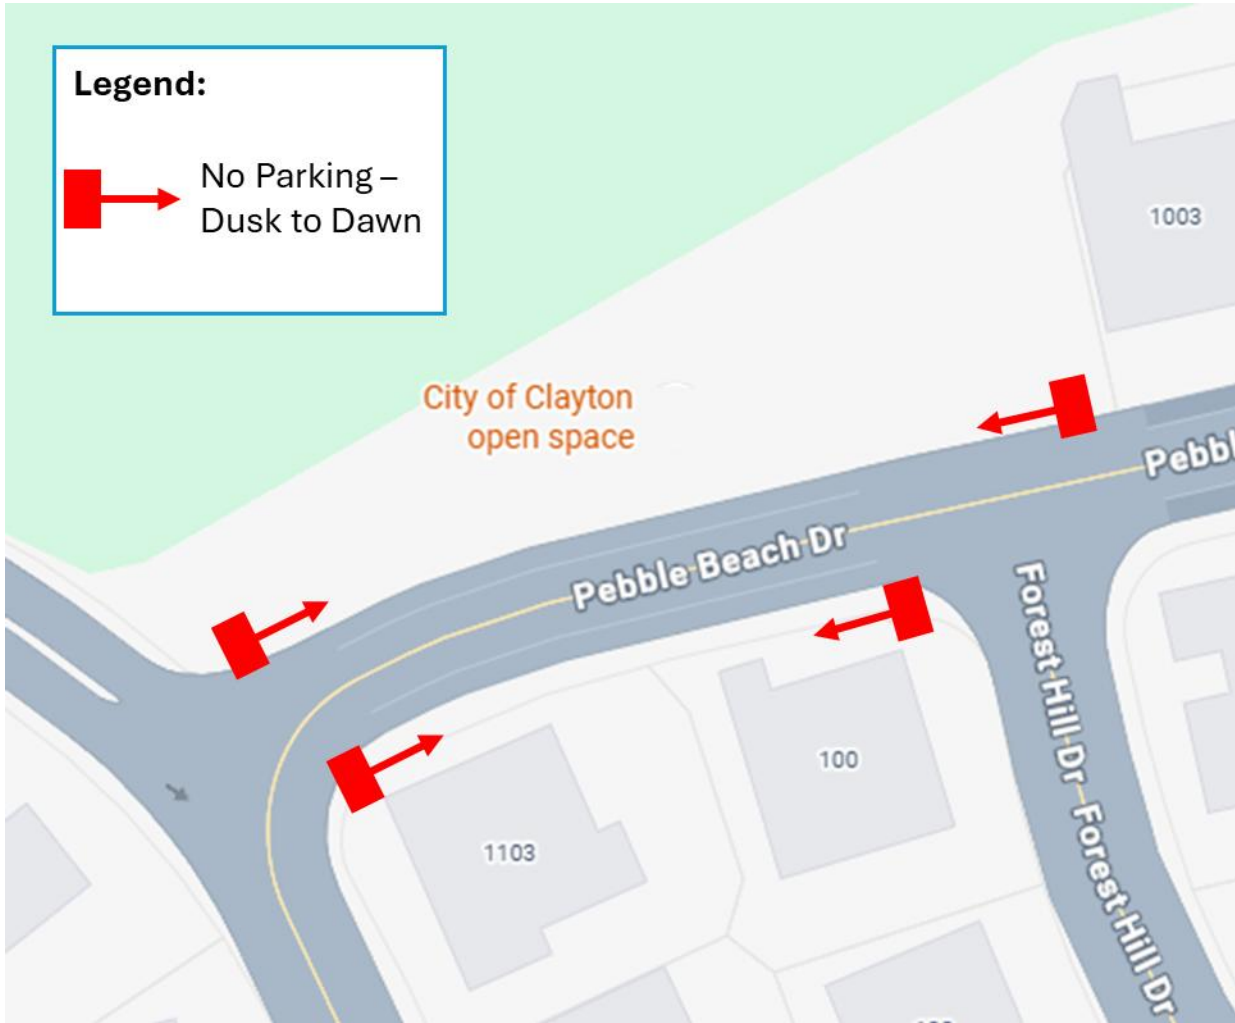 Legend:
No Parking –
Dusk to Dawn
1003
City of Clayton
open space
Pebbl
Pebble Beach Dr
Forest Hill Dr
100
1103
Forest Hill Dr